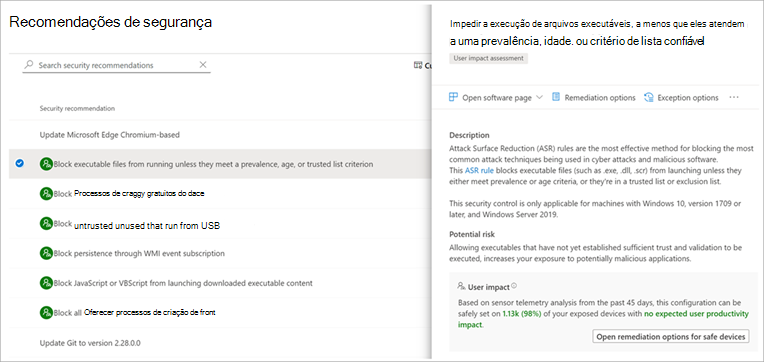 Recomendações de segurança
Search security recommendations
Cu
Security recommendation
Update Microsoft Edge Chromium-based
Block executable files from running unless they meet a prevalence, age, or trusted list criterion
Block Processos de craggy gratuitos do dace
Block untrusted unused that run from USB
Block persistence through WMI event subscription
Block JavaScript or VBScript from launching downloaded executable content
Block all Oferecer processos de criação de front
Update Git to version 2.28.0.0
Impedir a execução de arquivos executáveis, a menos que eles atendem
a uma prevalência, idade. ou critério de lista confiável
User impact assessment
Open software page
Remediation options
Exception options
Description
Attack Surface Reduction (ASR) rules are the most effective method for blocking the most
common attack techniques being used in cyber attacks and malicious software.
This ASR rule blocks executable files (such as .exe, .dll, .scr) from launching unless they
either meet prevalence or age criteria, or they're in a trusted list or exclusion list.
This security control is only applicable for machines with Windows 10, version 1709 or
later, and Windows Server 2019.
Potential risk
Allowing executables that have not yet established sufficient trust and validation to be
executed, increases your exposure to potentially malicious applications.
User impact
Based on sensor telemetry analysis from the past 45 days, this configuration can be
safely set on 1.13k (98%) of your exposed devices with no expected user productivity
impact.
Open remediation options for safe devices